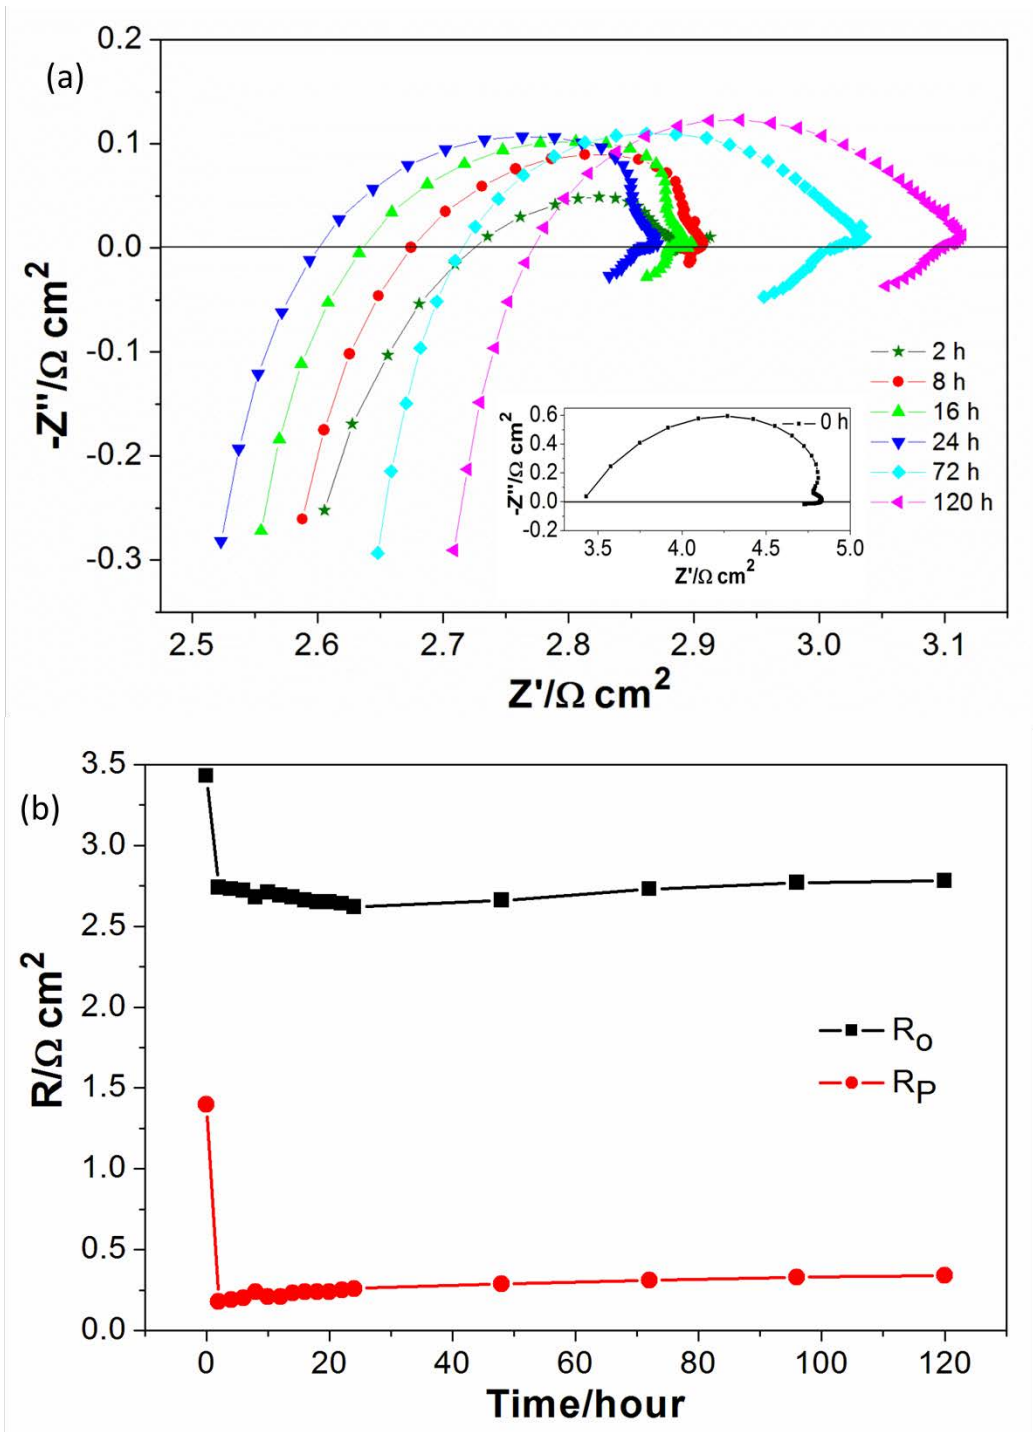 (a)
0.2
0.1
0.0
-0.1
-0.2
-0.3
-Z''/Ω cm²
2 h
8 h
16 h
24 h
72 h
120 h
0.6
0.4
0.2
0.0
-0.2
-Z''/Ω cm²
0 h
3.5 4.0 4.5 5.0
Z'/Ω cm²
2.5 2.6 2.7 2.8 2.9 3.0 3.1
Z'/Ω cm²
(b)
3.5
3.0
2.5
2.0
1.5
1.0
0.5
0.0
R/Ω cm²
Ro
RP
0 20 40 60 80 100 120
Time/hour